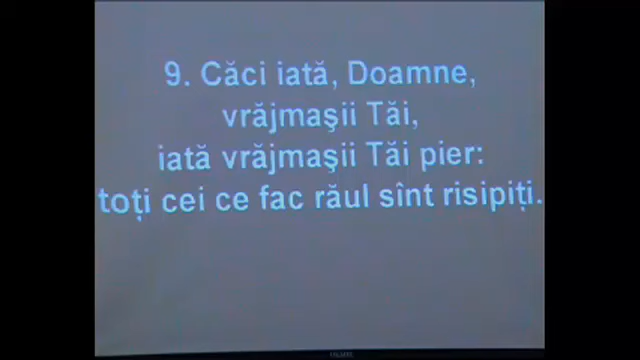 9. Căci iată, Doamne,
vrăjmaşii Tăi,
iată vrăjmaşii Tăi pier:
toţi cei ce fac răul sînt risipiţi.